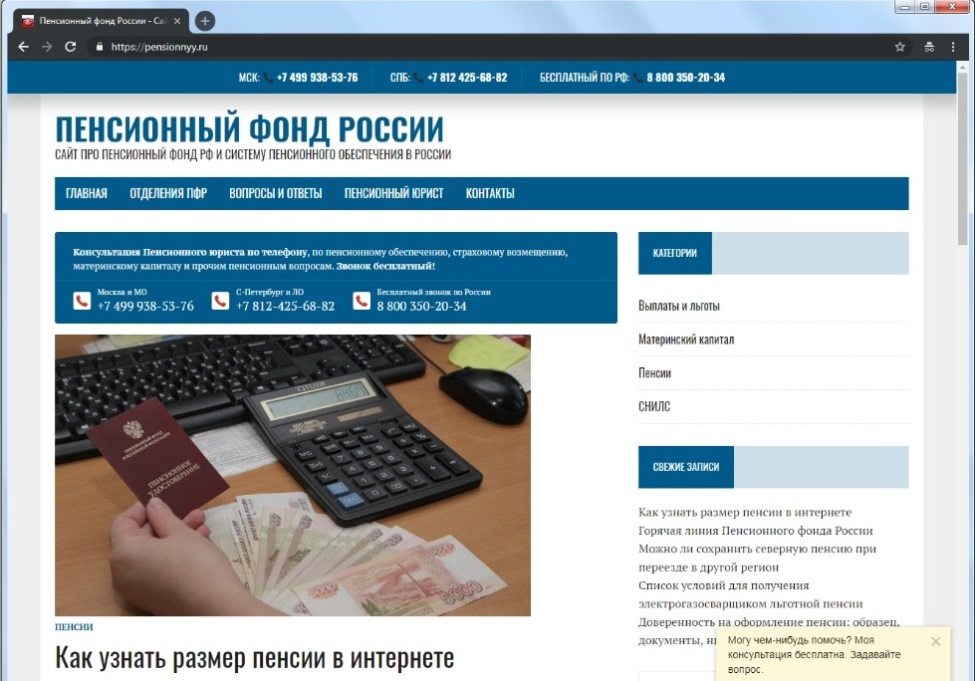 Пенсионный фонд России - Сай
https://pensionnyy.ru
МСК: +7 499 938-53-76 СПБ: +7 812 425-68-82 БЕСПЛАТНЫЙ ПО РФ: 8 800 350-20-34
ПЕНСИОННЫЙ ФОНД РОССИИ
САЙТ ПРО ПЕНСИОННЫЙ ФОНД РФ И СИСТЕМУ ПЕНСИОННОГО ОБЕСПЕЧЕНИЯ В РОССИИ
ГЛАВНАЯ ОТДЕЛЕНИЯ ПФР ВОПРОСЫ И ОТВЕТЫ ПЕНСИОННЫЙ ЮРИСТ КОНТАКТЫ
Консультация Пенсионного юриста по телефону, по пенсионному обеспечению, страховому возмещению,
материнскому капиталу и прочим пенсионным вопросам. Звонок бесплатный!
Москва и МО
+7 499 938-53-76
С-Петербург и ЛО
+7 812-425-68-82
Бесплатный звонок по России
8 800 350-20-34
CITIZEN
ПЕНСИОННОЕ
УДОСТОВЕРЕНИЕ
5000
ПЕНСИИ
Как узнать размер пенсии в интернете
КАТЕГОРИИ
Выплаты и льготы
Материнский капитал
Пенсии
СНИЛС
СВЕЖИЕ ЗАПИСИ
Как узнать размер пенсии в интернете
Горячая линия Пенсионного фонда России
Можно ли сохранить северную пенсию при
переезде в другой регион
Список условий для получения
электрогазосварщиком льготной пенсии
Доверенность на оформление пенсии: образец,
документы,
Могу чем-нибудь помочь? Моя
консультация бесплатна. Задавайте
вопрос.